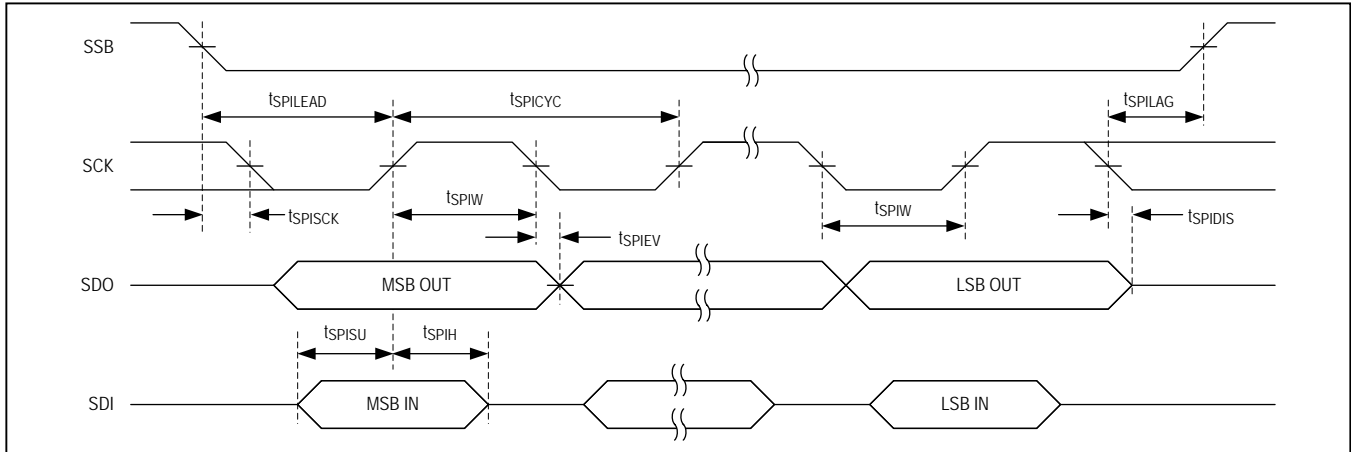 SSB
tSPILEAD
tSPICYC
tSPILAG
SCK
tSPISCK
tSPIW
tSPIEV
tSPIW
tSPIDIS
SDO
MSB OUT
LSB OUT
tSPISU
tSPIH
SDI
MSB IN
LSB IN